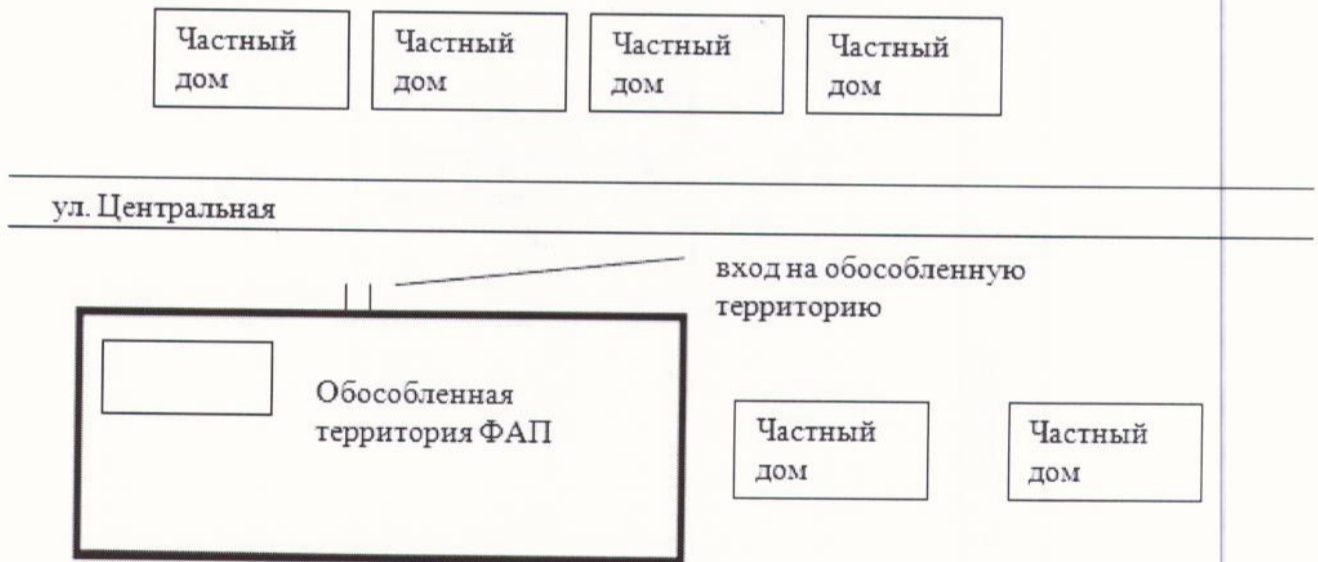 Частный
дом
Частный
дом
Частный
дом
Частный
дом
ул. Центральная
вход на обособленную
территорию
Обособленная
территория ФАП
Частный
дом
Частный
дом